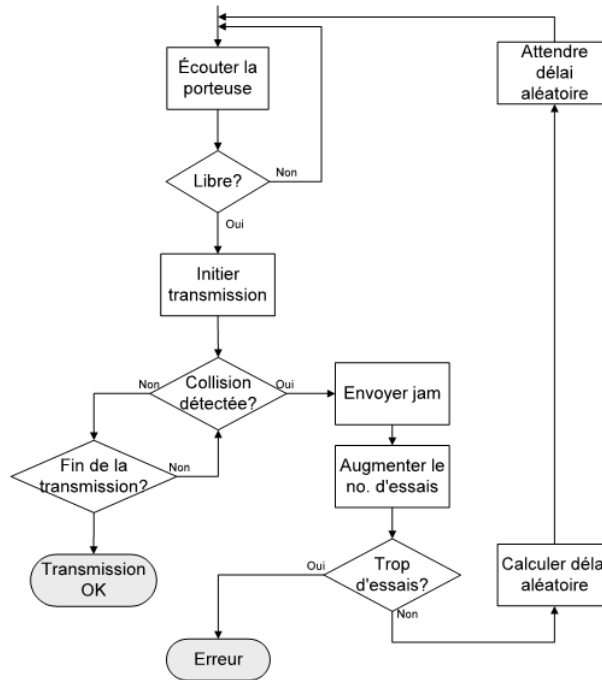 Écouter la
porteuse
Attendre
délai
aléatoire
Libre?
Non
Oui
Initier
transmission
Non
Collision
détectée?
Oui
Envoyer jam
Fin de la
transmission?
Non
Augmenter le
no. d'essais
Transmission
OK
Oui
Trop
d'essais?
Non
Calculer déla
aléatoire
Erreur